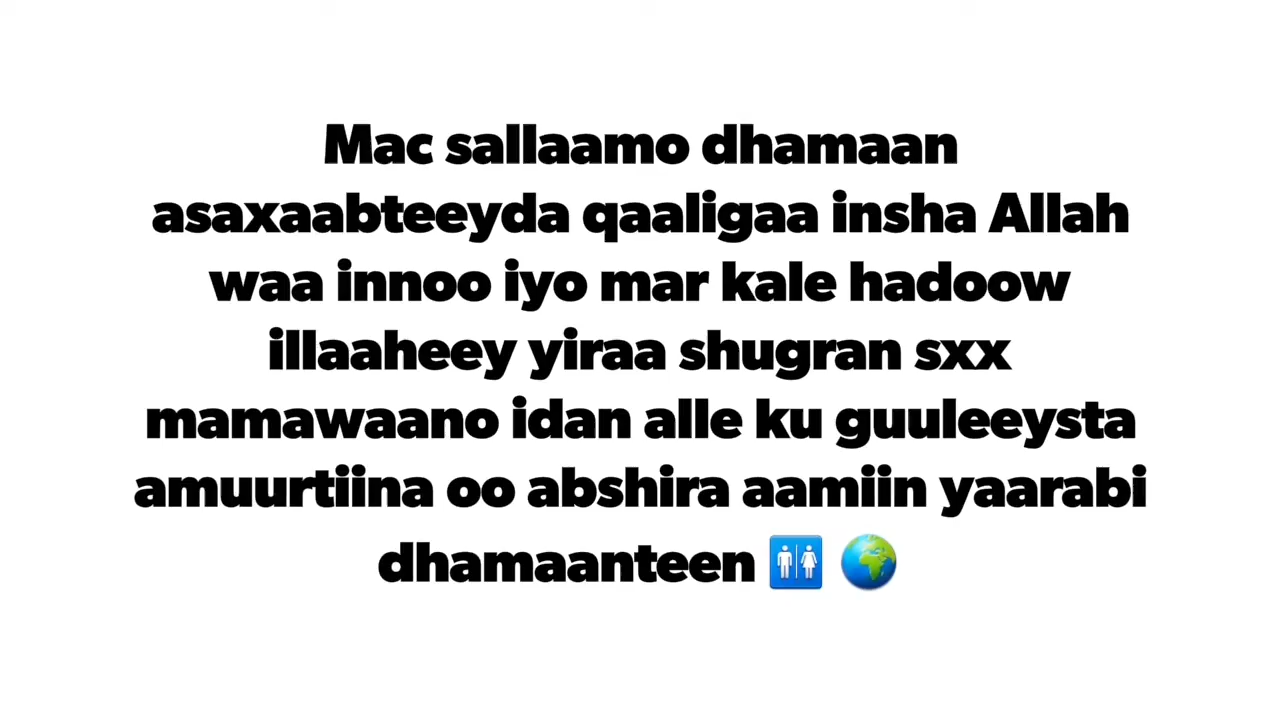 Mac sallaamo dhamaan
asaxaabteeyda qaaligaa insha Allah
waa innoo iyo mar kale hadoow
illaaheey yiraa shugran sxx
mamawaano idan alle ku guuleeysta
amuurtiina oo abshira aamiin yaarabi
dhamaanteen 🚻 🌍